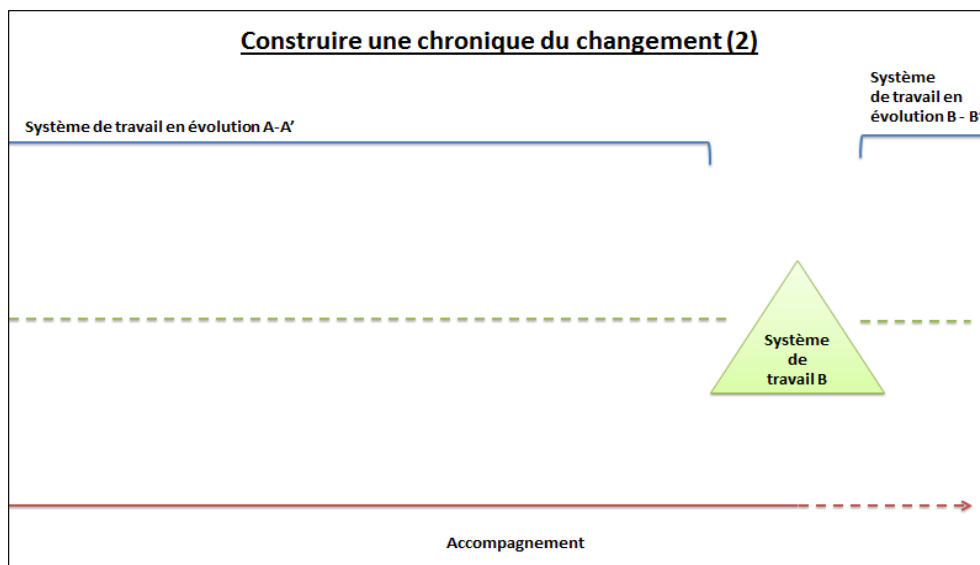 Construire une chronique du changement (2)
Système
de travail en
évolution B - B'
Système de travail en évolution A-A’
Système
de
travail B
Accompagnement